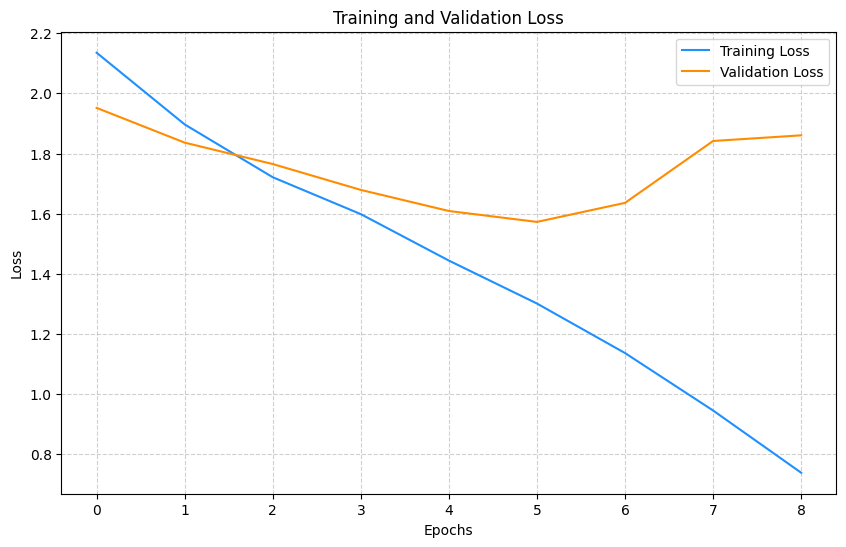 Training and Validation Loss
Training Loss
Validation Loss
2.2
2.0
1.8
1.6
1.4
1.2
1.0
0.8
Loss
0 1 2 3 4 5 6 7 8
Epochs